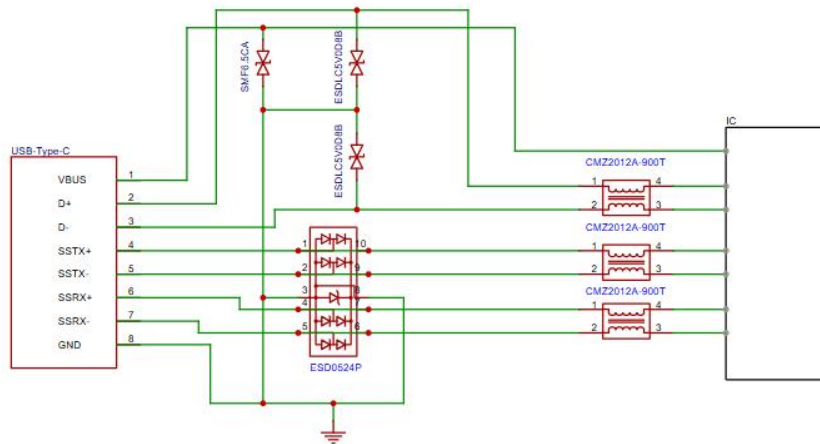 SMF6.5CA
ESDLC5V0D8B
ESDLC5V0D8B
USB-Type-C
VBUS 1
D+ 2
D- 3
SSTX+ 4
SSTX- 5
SSRX+ 6
SSRX- 7
GND 8
1 10
2 9
3 8
4 7
5 6
ESD0524P
CMZ2012A-900T
1 4
2 3
CMZ2012A-900T
1 4
2 3
CMZ2012A-900T
1 4
2 3
IC